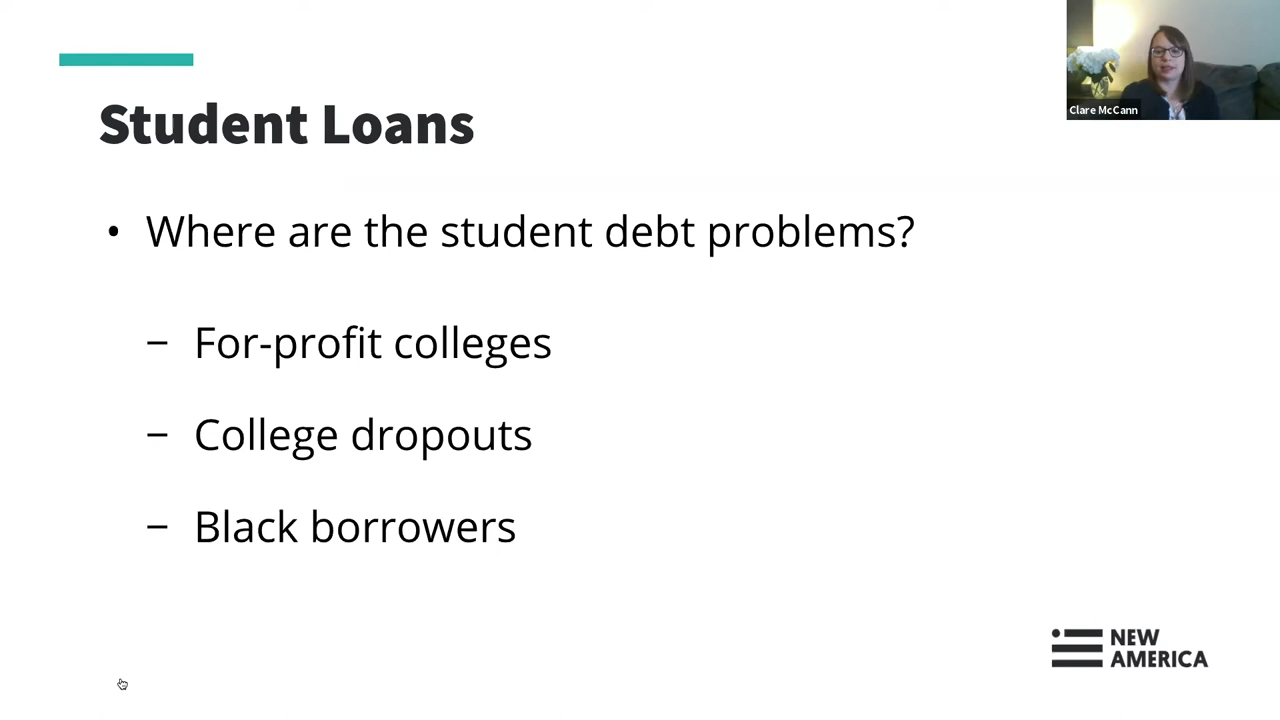 Clare McCann
Student Loans
• Where are the student debt problems?
– For-profit colleges
– College dropouts
– Black borrowers
NEW
AMERICA